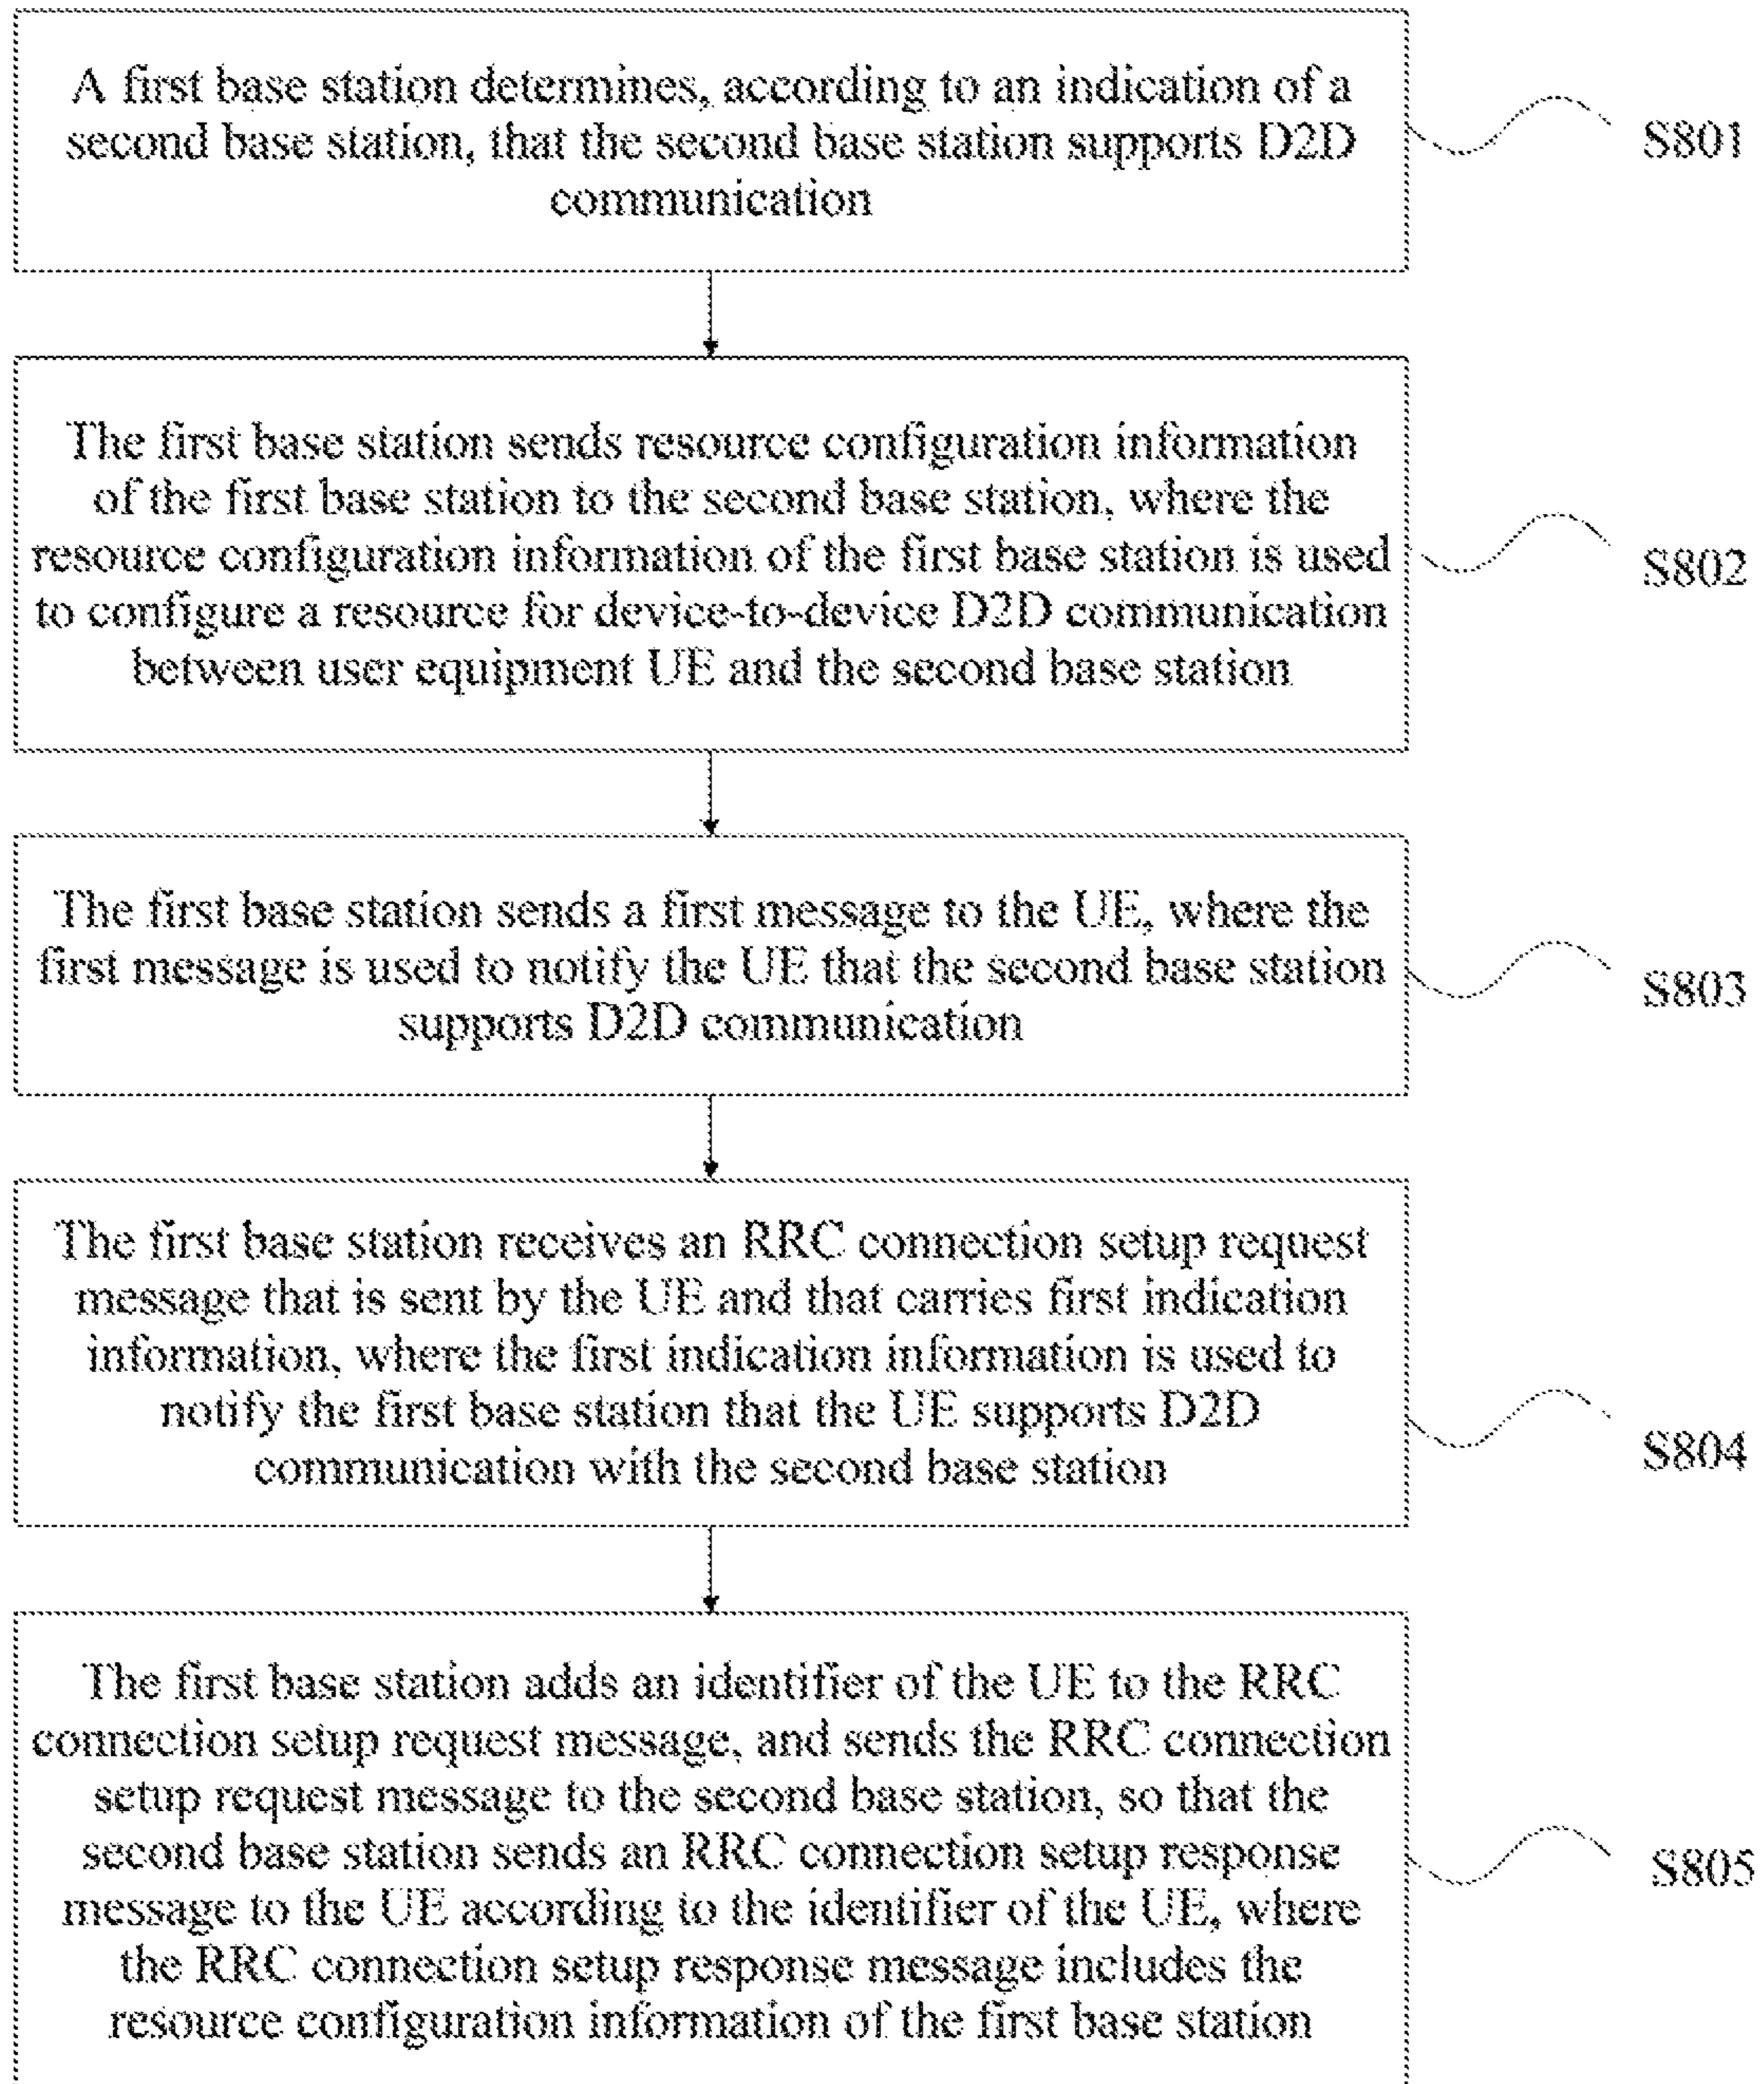 A first base station determines, according to an indication of a
second base station, that the second base station supports D2D
communication
S801
The first base station sends resource configuration information
of the first base station to the second base station, where the
resource configuration information of the first base station is used
to configure a resource for device-to-device D2D communication
between user equipment UE and the second base station
S802
The first base station sends a first message to the UE, where the
first message is used to notify the UE that the second base station
supports D2D communication
S803
The first base station receives an RRC connection setup request
message that is sent by the UE and that carries first indication
information, where the first indication information is used to
notify the first base station that the UE supports D2D
communication with the second base station
S804
The first base station adds an identifier of the UE to the RRC
connection setup request message, and sends the RRC connection
setup request message to the second base station, so that the
second base station sends an RRC connection setup response
message to the UE according to the identifier of the UE, where
the RRC connection setup response message includes the
resource configuration information of the first base station
S805